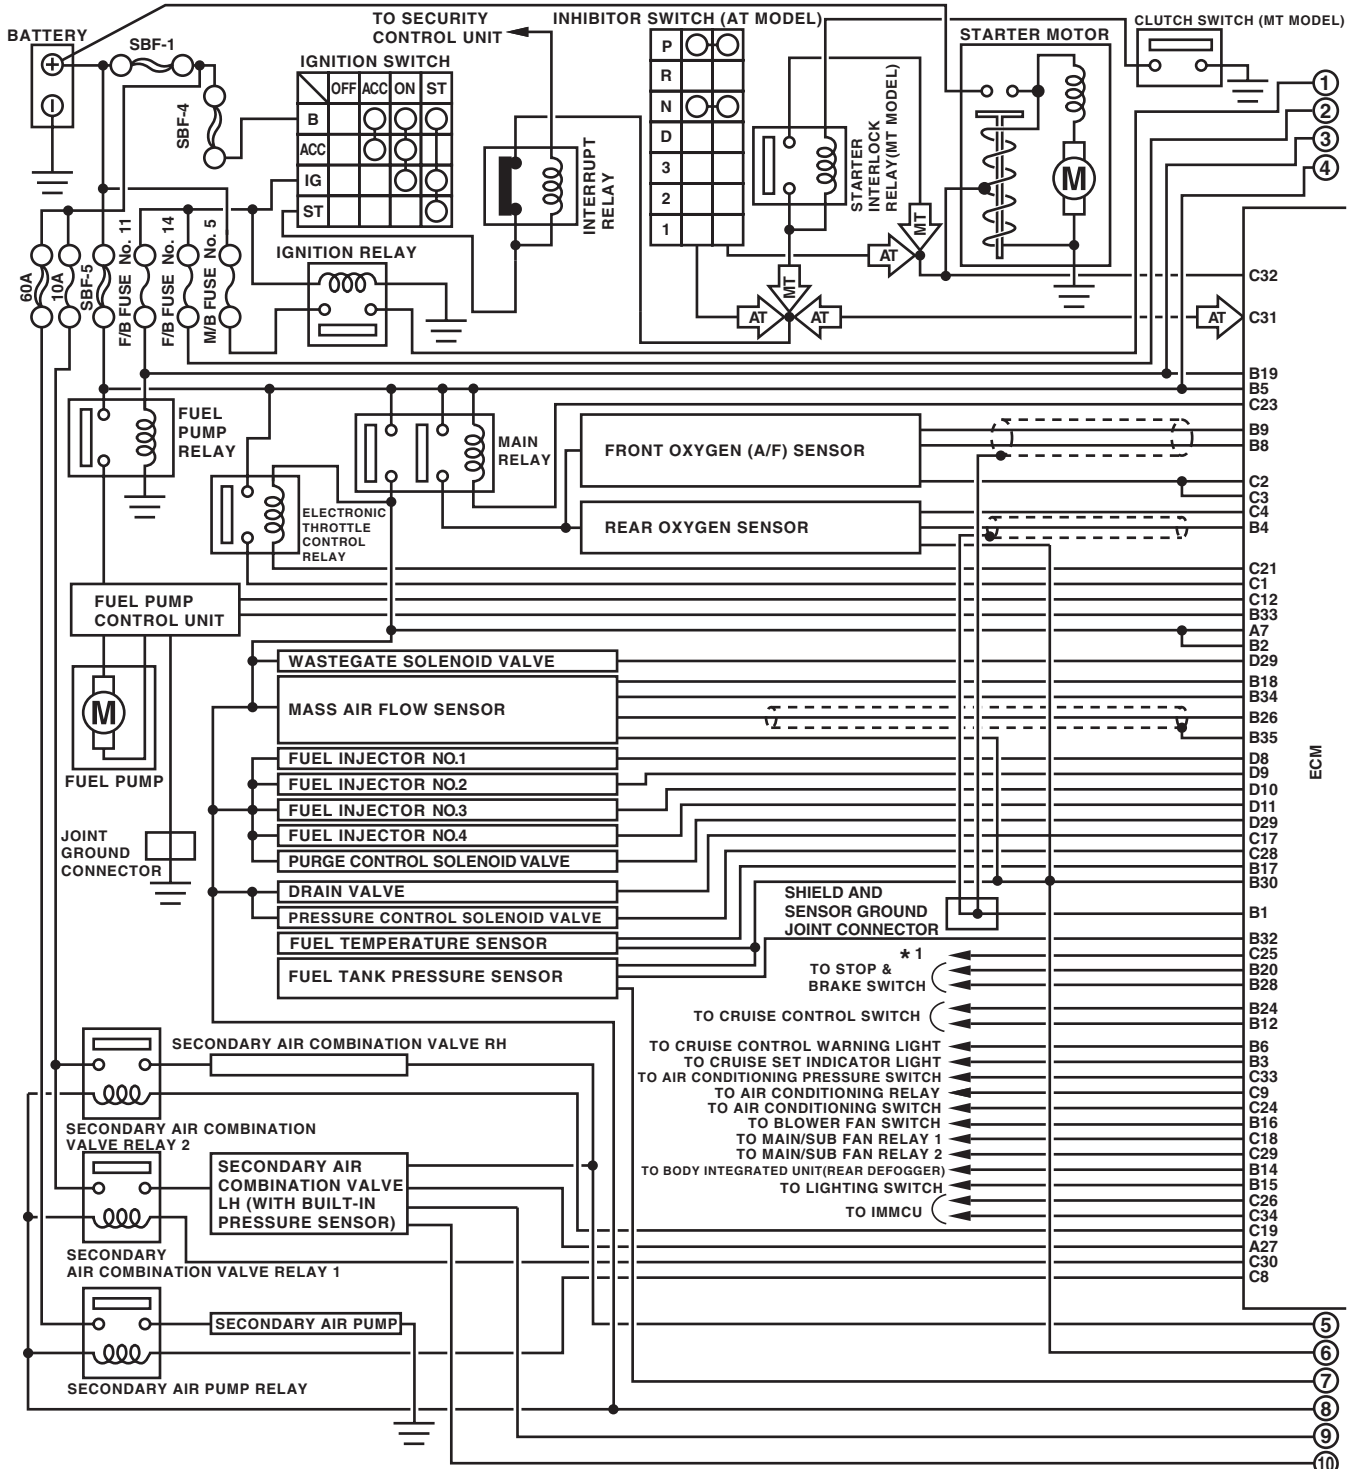 TO SECURITY
CONTROL UNIT
INHIBITOR SWITCH (AT MODEL)
CLUTCH SWITCH (MT MODEL)
BATTERY
SBF-1
STARTER MOTOR
IGNITION SWITCH
OFF ACC ON ST
B
ACC
IG
ST
SBF-4
P
R
N
D
3
2
1
INTERRUPT
RELAY
STARTER
INTERLOCK
RELAY(MT MODEL)
M
1
2
3
4
60A
10A
SBF-5
F/B FUSE No. 11
F/B FUSE No. 14
M/B FUSE No. 5
IGNITION RELAY
MT
AT
MT
AT
AT
AT
C32
C31
B19
B5
C23
B9
B8
C2
C3
C4
B4
C21
C1
C12
B33
A7
B2
D29
B18
B34
B26
B35
D8
D9
D10
D11
D29
C17
C28
B17
B30
B1
B32
C25
B20
B28
B24
B12
B6
B3
C33
C9
C24
B16
C18
C29
B14
B15
C26
C34
C19
A27
C30
C8
ECM
FUEL
PUMP
RELAY
MAIN
RELAY
FRONT OXYGEN (A/F) SENSOR
REAR OXYGEN SENSOR
ELECTRONIC
THROTTLE
CONTROL
RELAY
FUEL PUMP
CONTROL UNIT
M
FUEL PUMP
JOINT
GROUND
CONNECTOR
WASTEGATE SOLENOID VALVE
MASS AIR FLOW SENSOR
FUEL INJECTOR NO.1
FUEL INJECTOR NO.2
FUEL INJECTOR NO.3
FUEL INJECTOR NO.4
PURGE CONTROL SOLENOID VALVE
DRAIN VALVE
PRESSURE CONTROL SOLENOID VALVE
FUEL TEMPERATURE SENSOR
FUEL TANK PRESSURE SENSOR
SHIELD AND
SENSOR GROUND
JOINT CONNECTOR
*1
TO STOP &
BRAKE SWITCH
TO CRUISE CONTROL SWITCH
TO CRUISE CONTROL WARNING LIGHT
TO CRUISE SET INDICATOR LIGHT
TO AIR CONDITIONING PRESSURE SWITCH
TO AIR CONDITIONING RELAY
TO AIR CONDITIONING SWITCH
TO BLOWER FAN SWITCH
TO MAIN/SUB FAN RELAY 1
TO MAIN/SUB FAN RELAY 2
TO BODY INTEGRATED UNIT(REAR DEFOGGER)
TO LIGHTING SWITCH
TO IMMCU
SECONDARY AIR COMBINATION VALVE RH
SECONDARY AIR COMBINATION
VALVE RELAY 2
SECONDARY AIR
COMBINATION VALVE
LH (WITH BUILT-IN
PRESSURE SENSOR)
SECONDARY
AIR COMBINATION VALVE RELAY 1
SECONDARY AIR PUMP
SECONDARY AIR PUMP RELAY
5
6
7
8
9
10